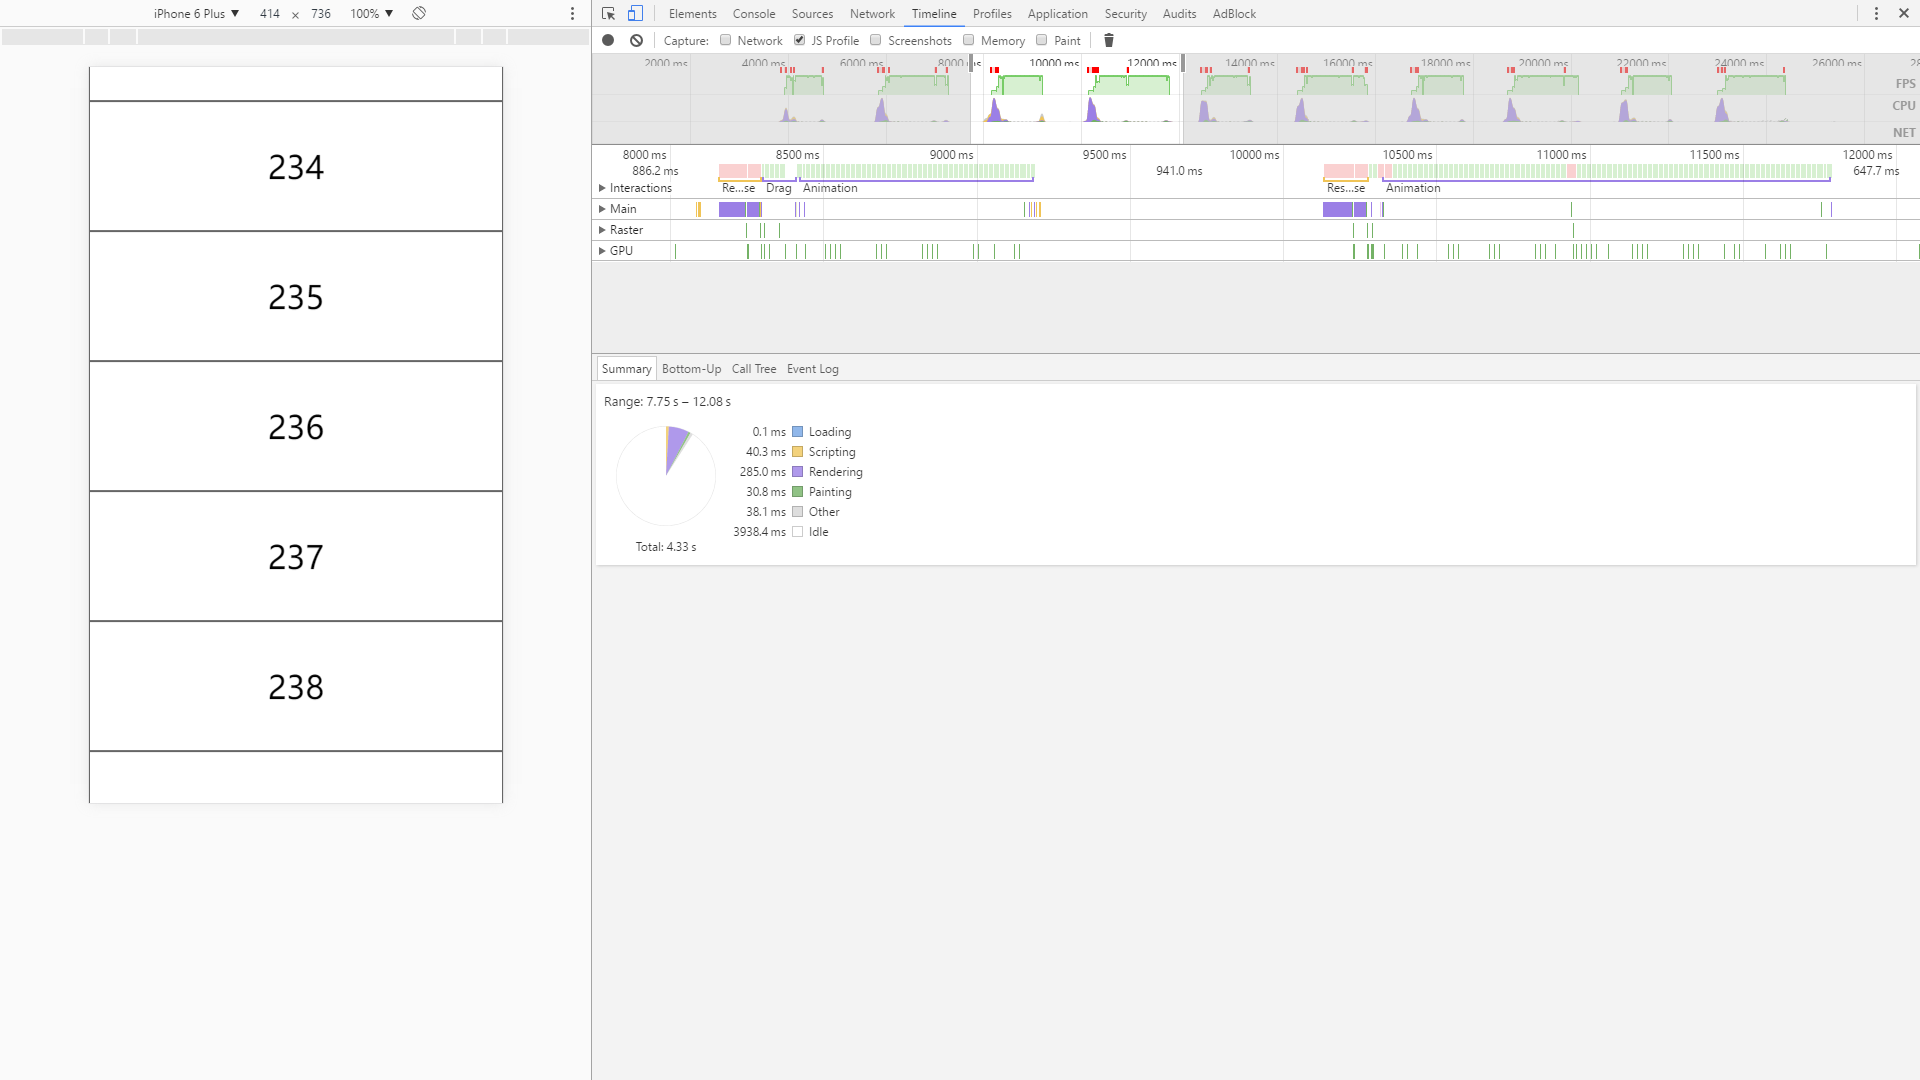 iPhone 6 Plus ▼ 414 × 736 100% ▼
Elements Console Sources Network Timeline Profiles Application Security Audits AdBlock
Capture: Network JS Profile Screenshots Memory Paint
2000 ms 4000 ms 6000 ms 8000 ms 10000 ms 12000 ms 14000 ms 16000 ms 18000 ms 20000 ms 22000 ms 24000 ms 26000 ms
FPS
CPU
NET
8000 ms 8500 ms 9000 ms 9500 ms 10000 ms 10500 ms 11000 ms 11500 ms 12000 ms
886.2 ms 941.0 ms 647.7 ms
Interactions Re...se Drag Animation Res...se Animation
Main
Raster
GPU
Summary Bottom-Up Call Tree Event Log
Range: 7.75 s – 12.08 s
0.1 ms Loading
40.3 ms Scripting
285.0 ms Rendering
30.8 ms Painting
38.1 ms Other
3938.4 ms Idle
Total: 4.33 s
234
235
236
237
238